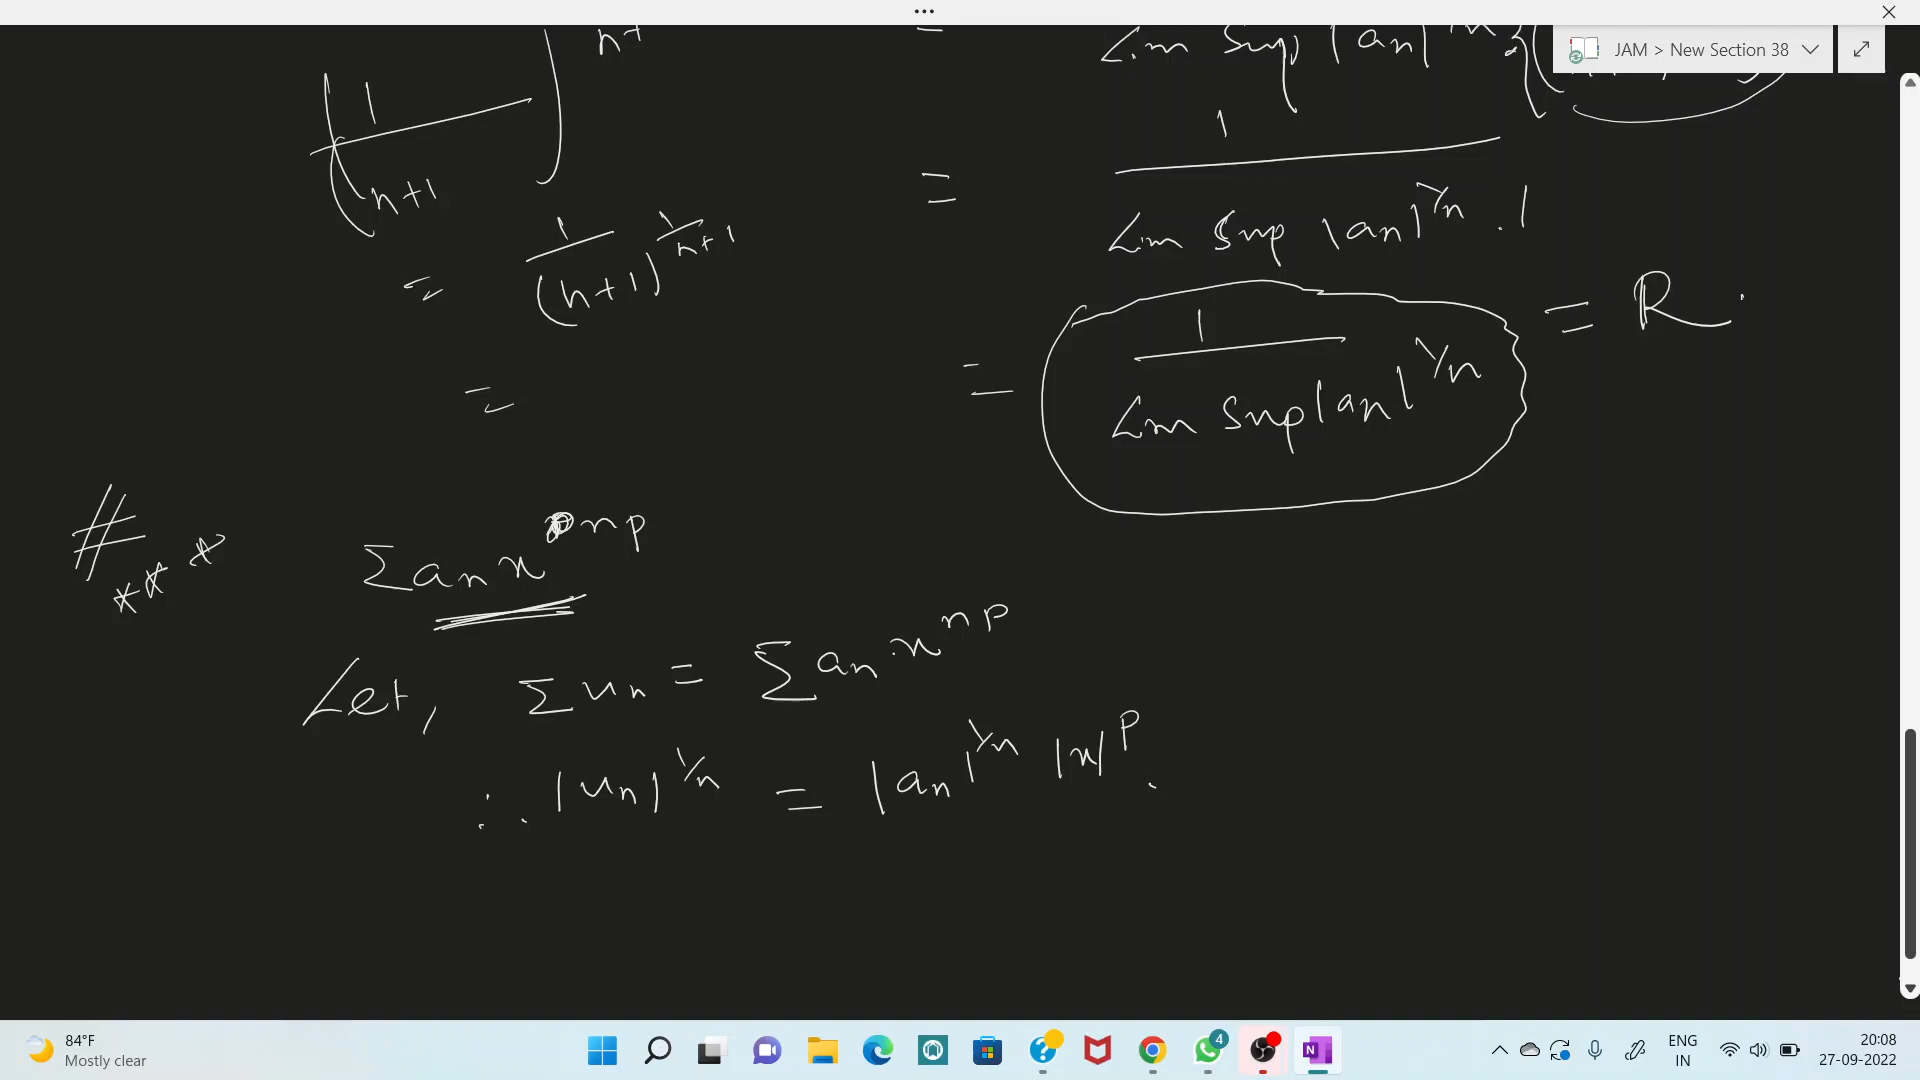 JAM > New Section 38
Lim Sup |an|^1/n
1
n+1
1
(n+1)^1/n+1
=
=
= 1
Lim Sup |an|^1/n . 1
= 1
Lim Sup |an|^1/n = R.
# ***
Σ an x^np
Let, Σ un = Σ an . x^np
∴ |un|^1/n = |an|^1/n |x|^p.
84°F
Mostly clear
4
ENG
IN
20:08
27-09-2022